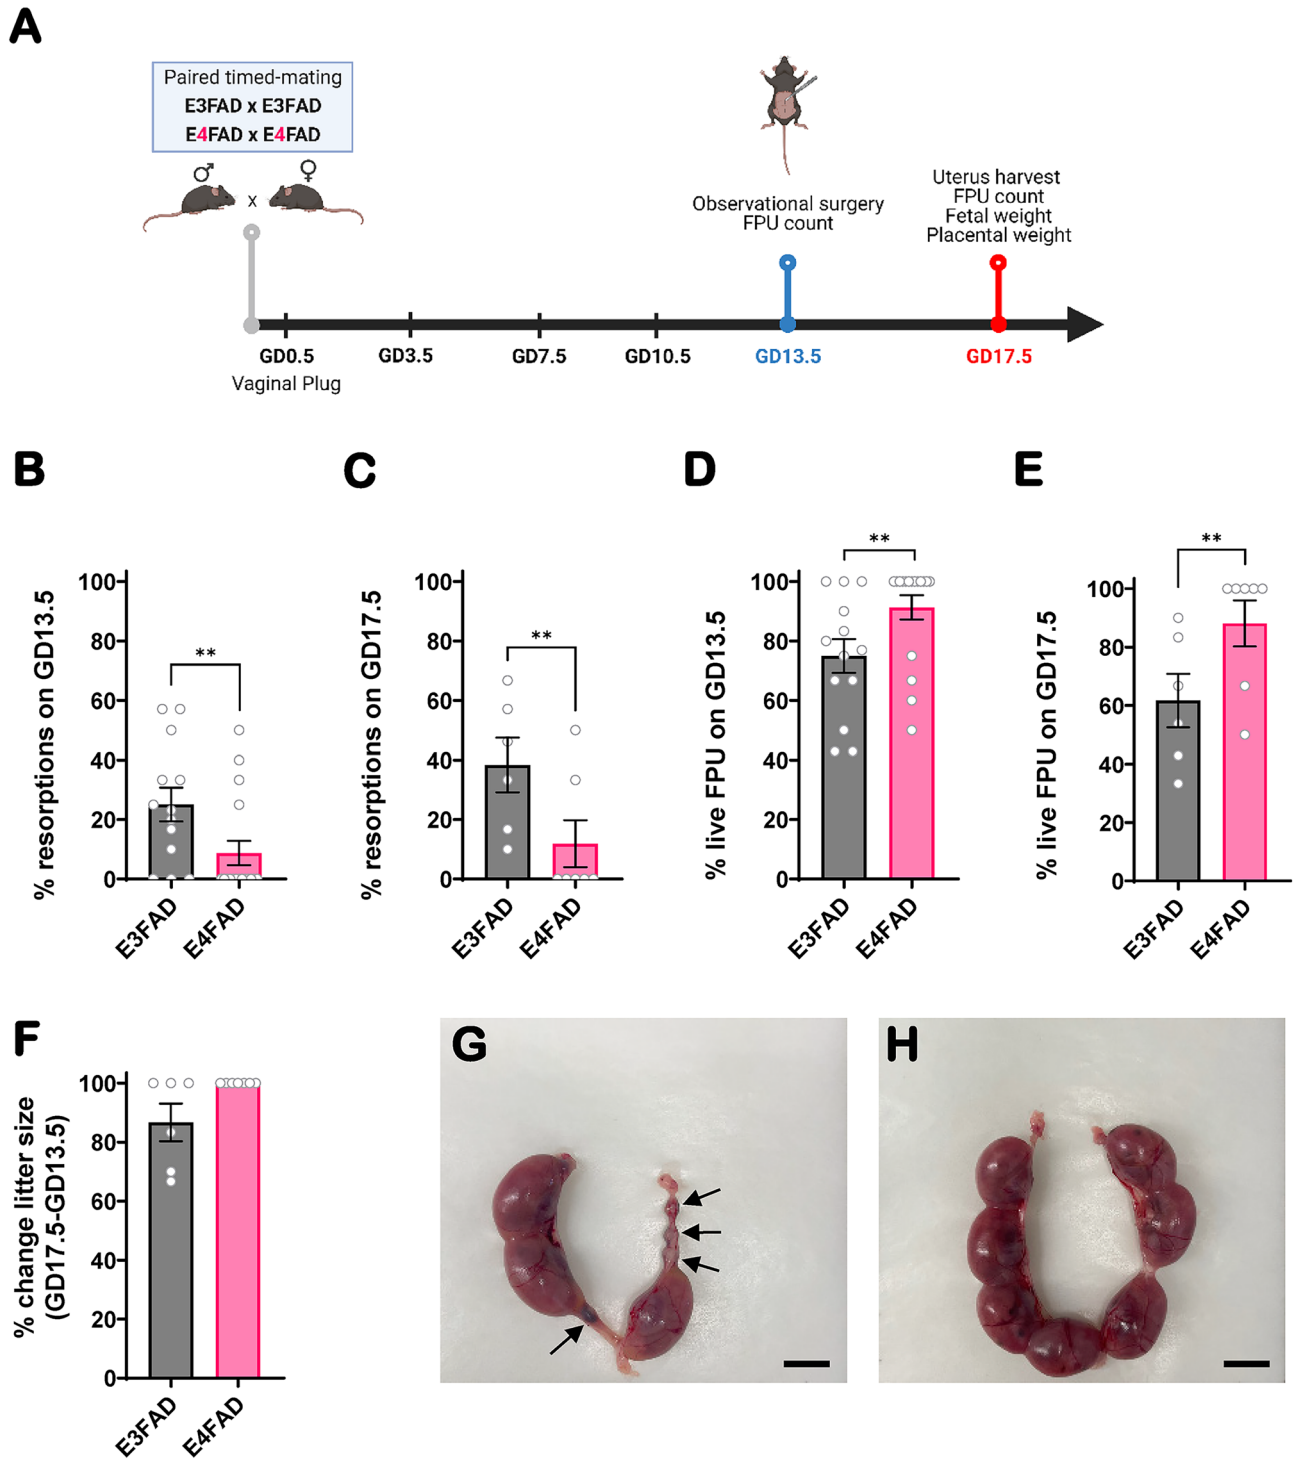 A
Paired timed-mating
E3FAD x E3FAD
E4FAD x E4FAD
♂ ♀
x
Observational surgery
FPU count
Uterus harvest
FPU count
Fetal weight
Placental weight
GD0.5 GD3.5 GD7.5 GD10.5 GD13.5 GD17.5
Vaginal Plug
B
% resorptions on GD13.5
100
80
60
40
20
0
**
E3FAD
E4FAD
C
% resorptions on GD17.5
100
80
60
40
20
0
**
E3FAD
E4FAD
D
% live FPU on GD13.5
100
80
60
40
20
0
**
E3FAD
E4FAD
E
% live FPU on GD17.5
100
80
60
40
20
0
**
E3FAD
E4FAD
F
% change litter size
(GD17.5-GD13.5)
100
80
60
40
20
0
E3FAD
E4FAD
G
H